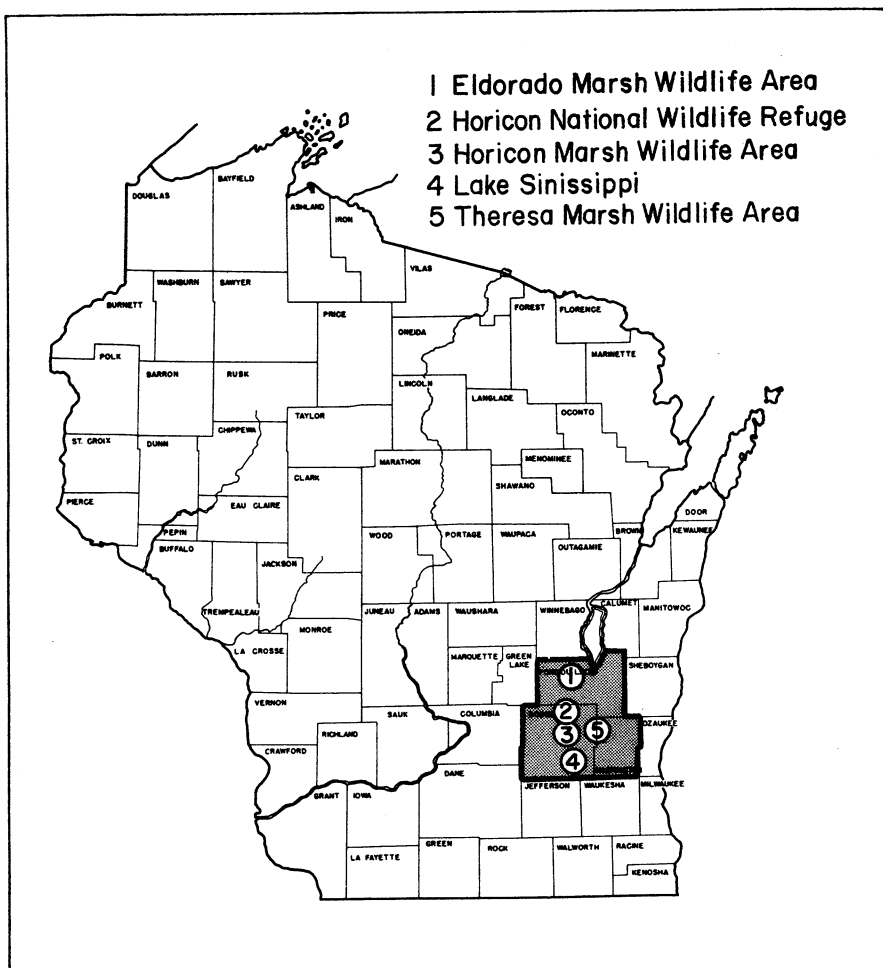 1 Eldorado Marsh Wildlife Area
2 Horicon National Wildlife Refuge
3 Horicon Marsh Wildlife Area
4 Lake Sinissippi
5 Theresa Marsh Wildlife Area
DOUGLAS
BAYFIELD
ASHLAND
IRON
VILAS
BURNETT
WASHBURN
SAWYER
PRICE
ONEIDA
FOREST
FLORENCE
MARINETTE
POLK
BARRON
RUSK
LINCOLN
LANGLADE
TAYLOR
OCONTO
CHIPPEWA
ST. CROIX
DUNN
MENOMINEE
MARATHON
CLARK
SHAWANO
PIERCE
EAU CLAIRE
DOOR
PEPIN
WOOD
PORTAGE
WAUPACA
BROWN
KEWAUNEE
BUFFALO
OUTAGAMIE
JACKSON
TREMPEALEAU
JUNEAU
ADAMS
WAUSHARA
WINNEBAGO
CALUMET
MANITOWOC
MONROE
LA CROSSE
MARQUETTE
GREEN
LAKE
SHEBOYGAN
1
VERNON
SAUK
COLUMBIA
2
5
OZAUKEE
3
RICHLAND
CRAWFORD
4
DANE
JEFFERSON
WAUKESHA
MILWAUKEE
GRANT
IOWA
GREEN
ROCK
WALWORTH
RACINE
LA FAYETTE
KENOSHA